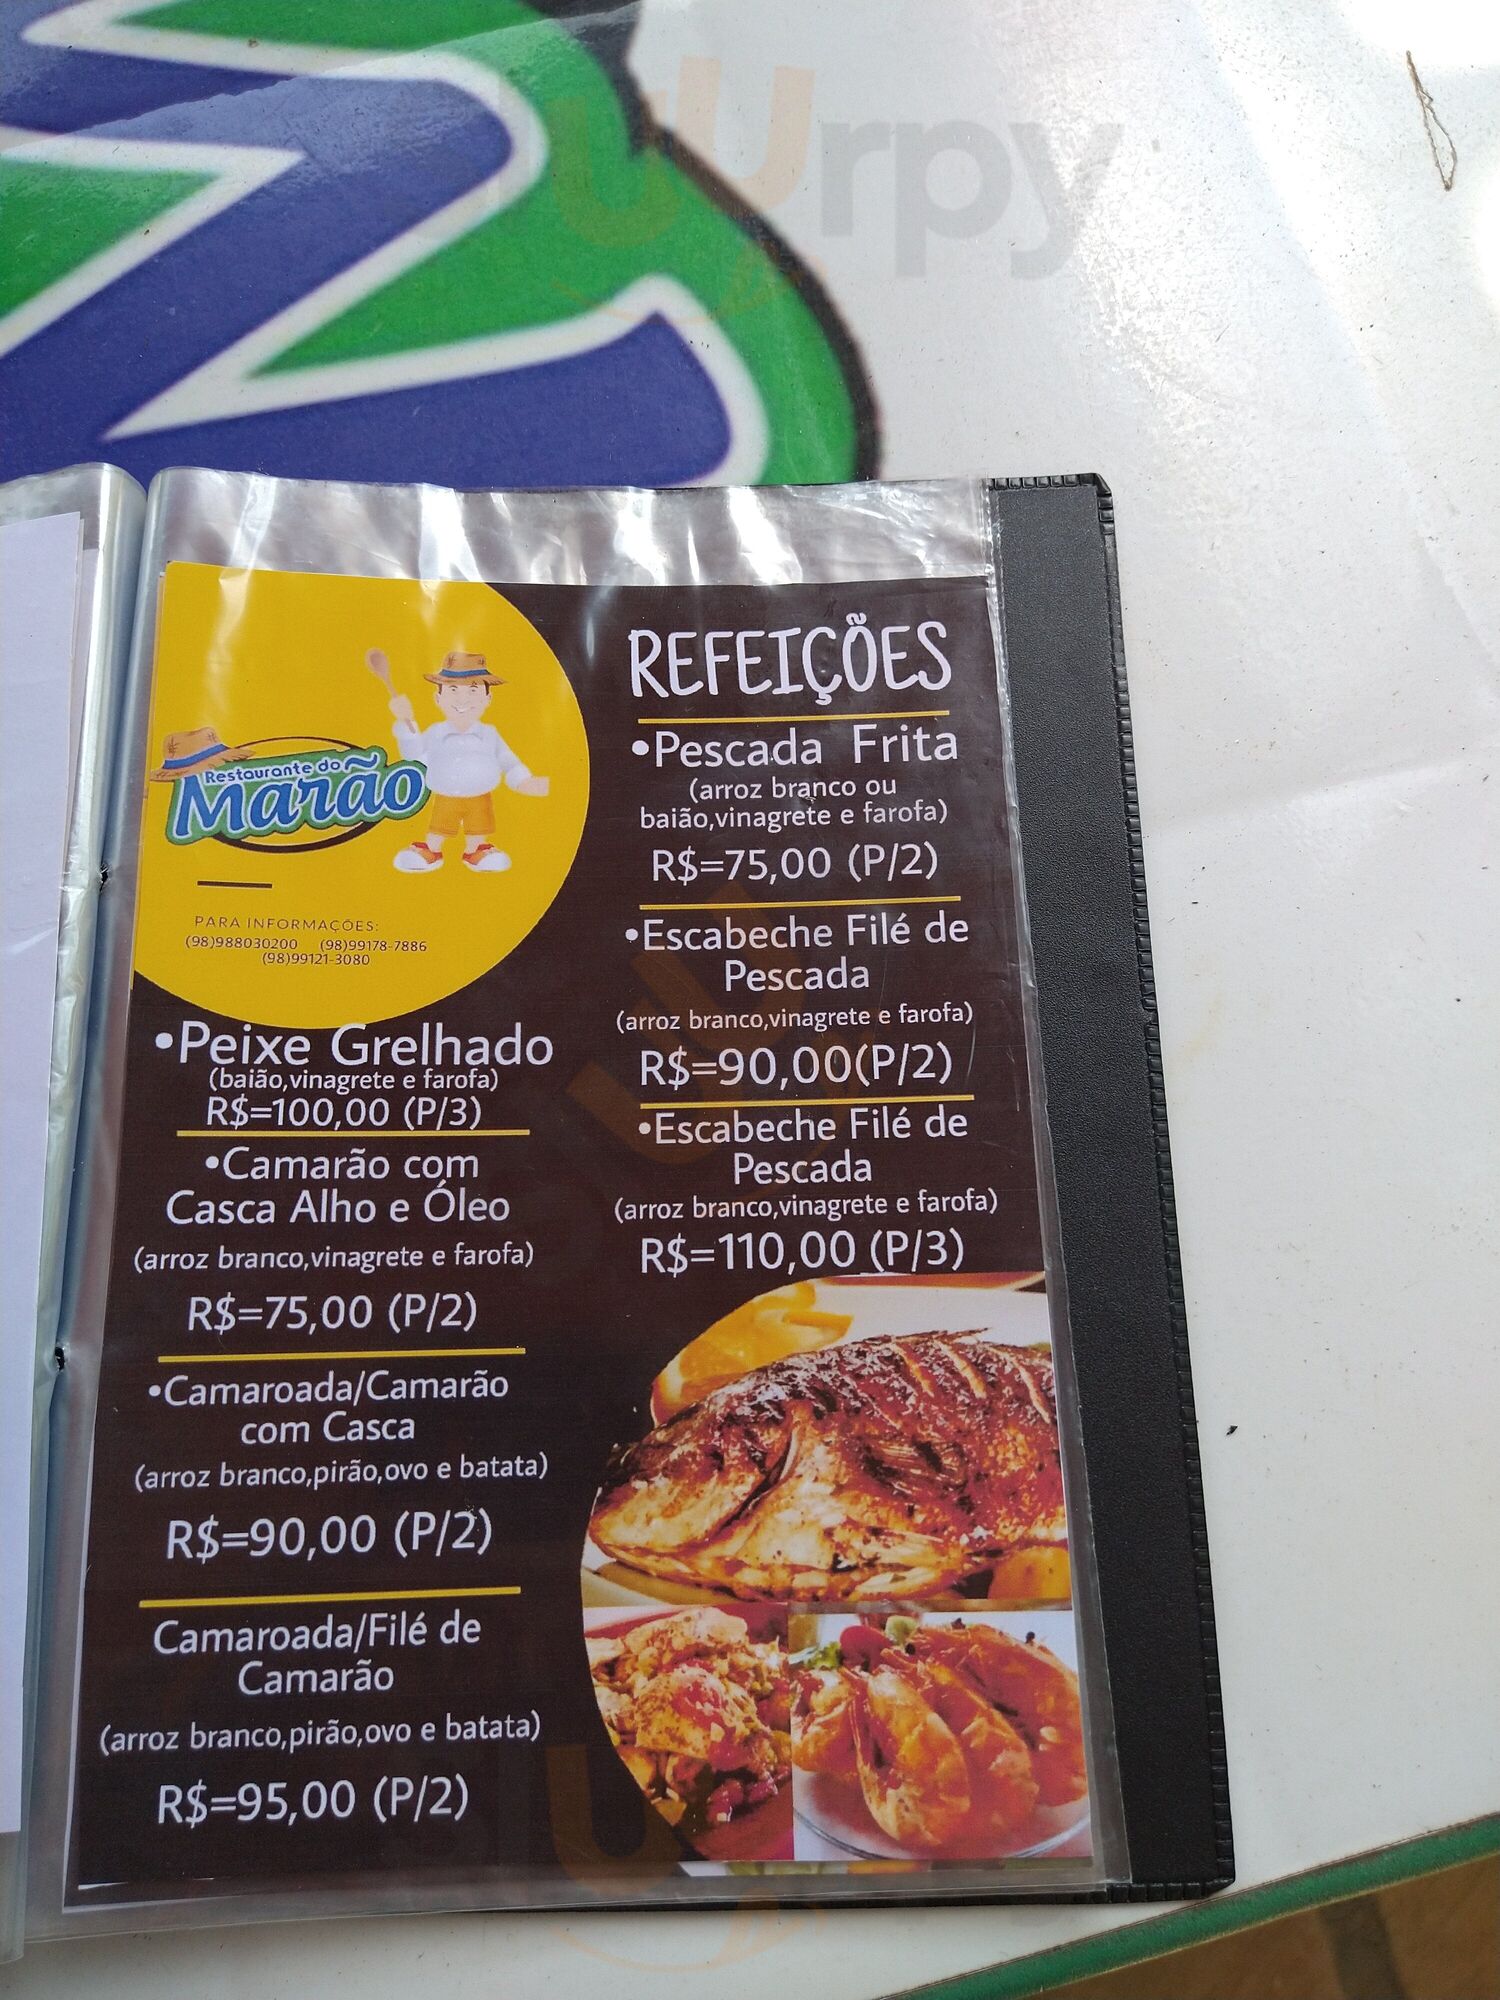 Restaurante do
Marão
PARA INFORMAÇÕES:
(98)988030200 (98)99178-7886
(98)99121-3080
•Peixe Grelhado
(baião,vinagrete e farofa)
R$=100,00 (P/3)
•Camarão com
Casca Alho e Óleo
(arroz branco,vinagrete e farofa)
R$=75,00 (P/2)
•Camaroada/Camarão
com Casca
(arroz branco,pirão,ovo e batata)
R$=90,00 (P/2)
Camaroada/Filé de
Camarão
(arroz branco,pirão,ovo e batata)
R$=95,00 (P/2)
REFEIÇÕES
•Pescada Frita
(arroz branco ou
baião,vinagrete e farofa)
R$=75,00 (P/2)
•Escabeche Filé de
Pescada
(arroz branco,vinagrete e farofa)
R$=90,00(P/2)
•Escabeche Filé de
Pescada
(arroz branco,vinagrete e farofa)
R$=110,00 (P/3)